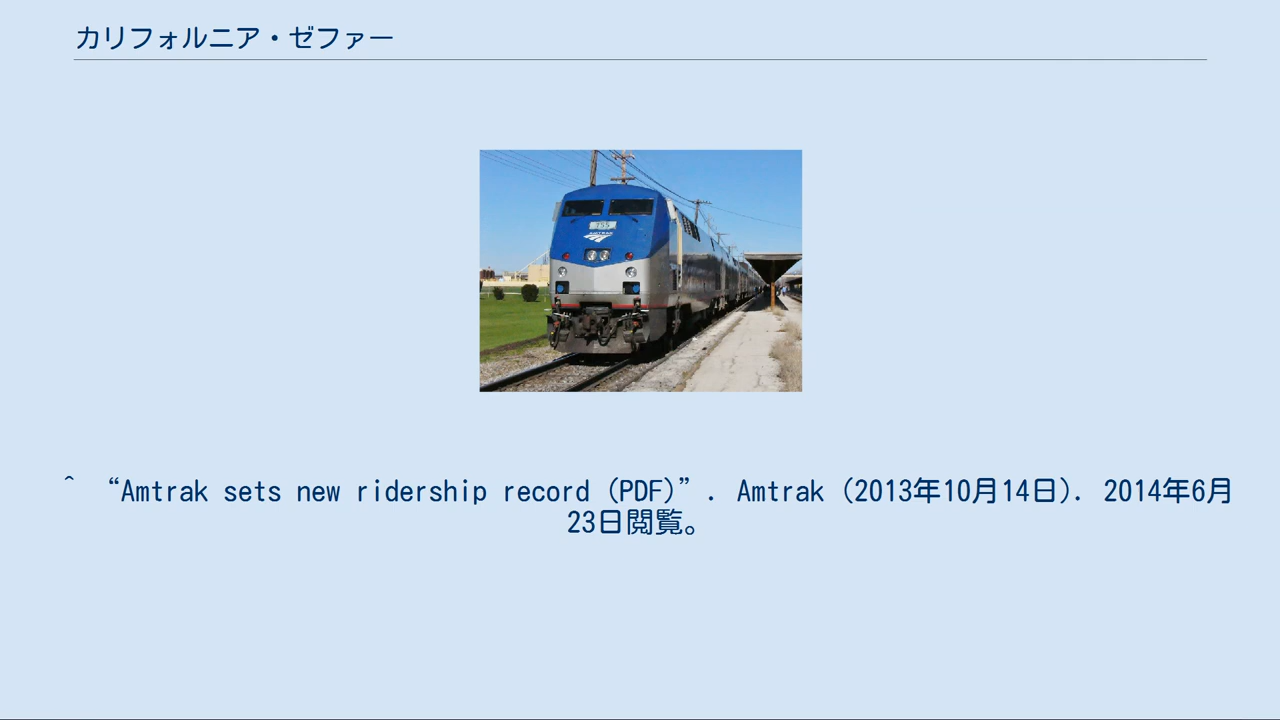 カリフォルニア・ゼファー
^ “Amtrak sets new ridership record (PDF)”. Amtrak (2013年10月14日). 2014年6月
23日閲覧。